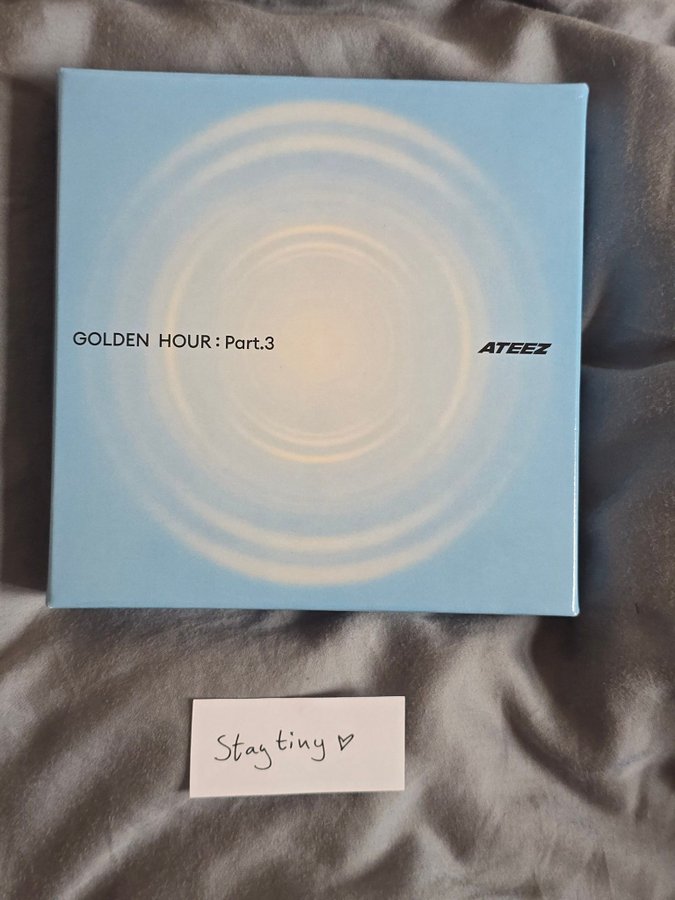 GOLDEN HOUR : Part.3
ATEEZ
Stay tiny ♡